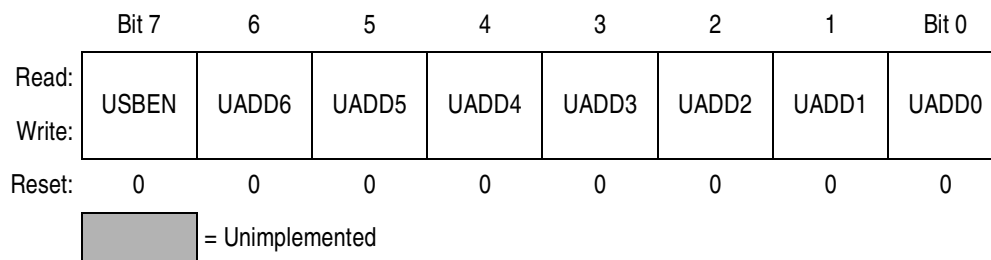 Bit 7 6 5 4 3 2 1 Bit 0
Read:
USBEN UADD6 UADD5 UADD4 UADD3 UADD2 UADD1 UADD0
Write:
Reset: 0 0 0 0 0 0 0 0
= Unimplemented